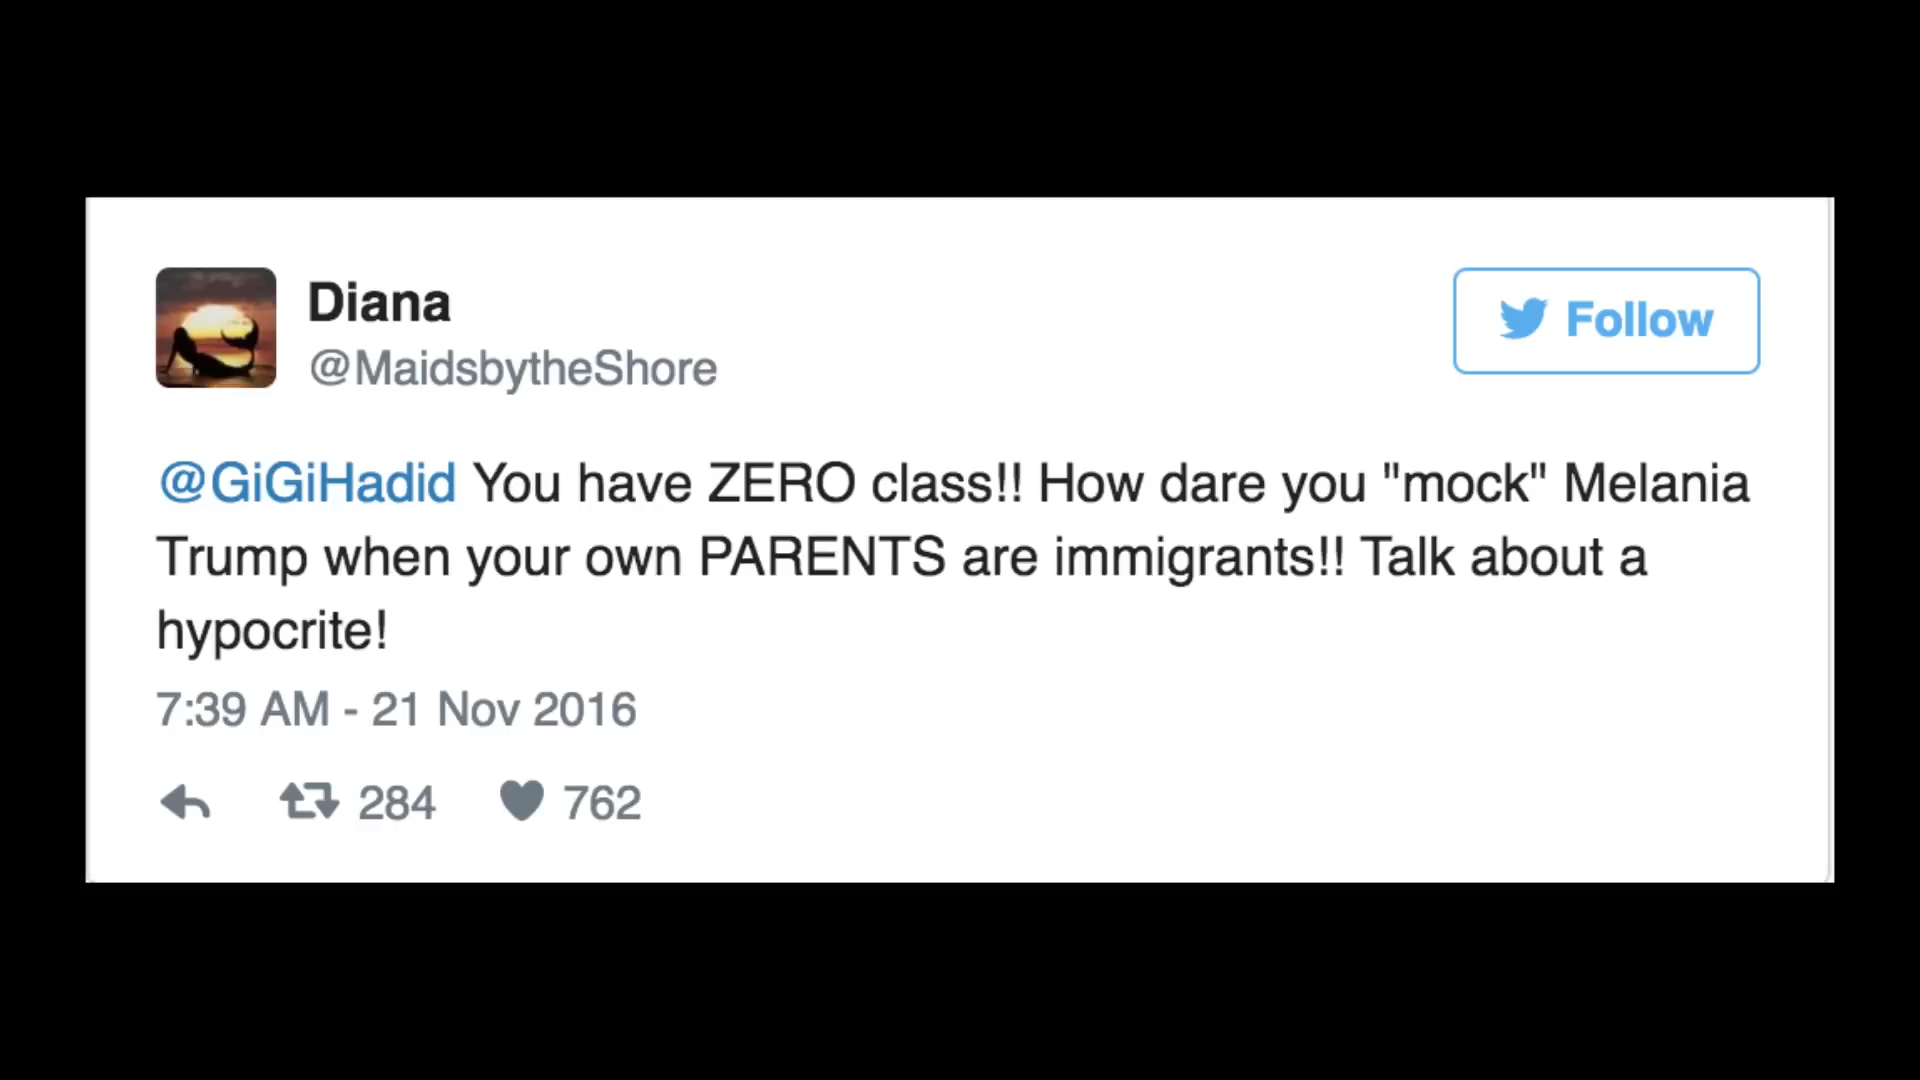 Diana
@MaidsbytheShore
Follow
@GiGiHadid You have ZERO class!! How dare you "mock" Melania
Trump when your own PARENTS are immigrants!! Talk about a
hypocrite!
7:39 AM - 21 Nov 2016
284 762